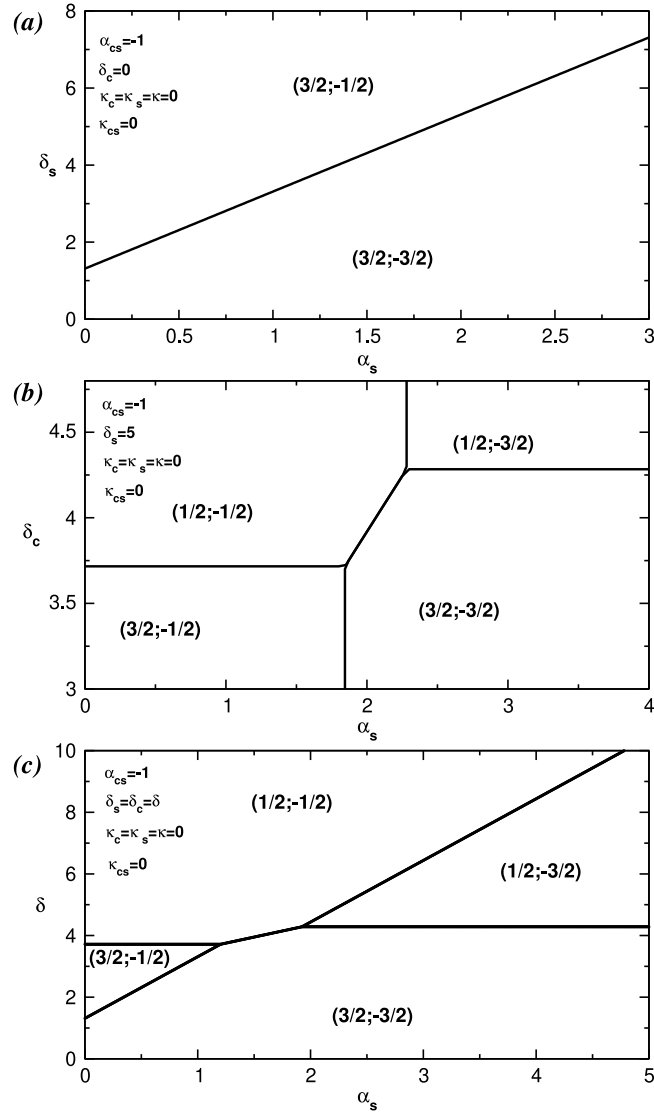 (a)
8
α_cs=-1
δ_c=0
(3/2;-1/2)
6
κ_c=κ_s=κ=0
κ_cs=0
δ_s
4
(3/2;-3/2)
2
0
0 0.5 1 1.5 2 2.5 3
α_s
(b)
α_cs=-1
4.5
δ_s=5
(1/2;-3/2)
κ_c=κ_s=κ=0
κ_cs=0
(1/2;-1/2)
δ_c
4
3.5
(3/2;-1/2)
(3/2;-3/2)
3
0 1 2 3 4
α_s
(c)
10
α_cs=-1
δ_s=δ_c=δ
(1/2;-1/2)
8
κ_c=κ_s=κ=0
κ_cs=0
6
(1/2;-3/2)
δ
4
(3/2;-1/2)
2
(3/2;-3/2)
0
0 1 2 3 4 5
α_s